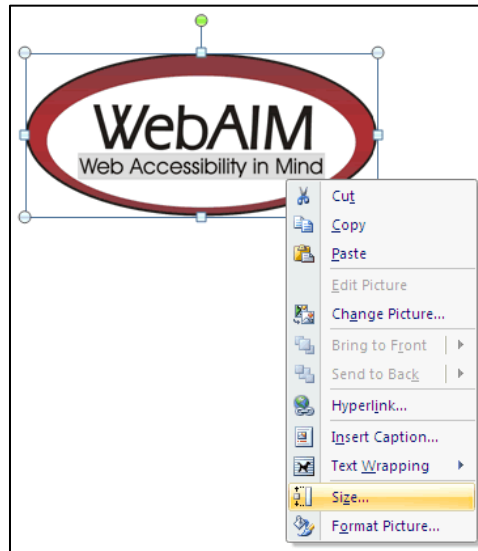 WebAIM
Web Accessibility in Mind
Cut
Copy
Paste
Edit Picture
Change Picture...
Bring to Front
Send to Back
Hyperlink...
Insert Caption...
Text Wrapping
Size...
Format Picture...